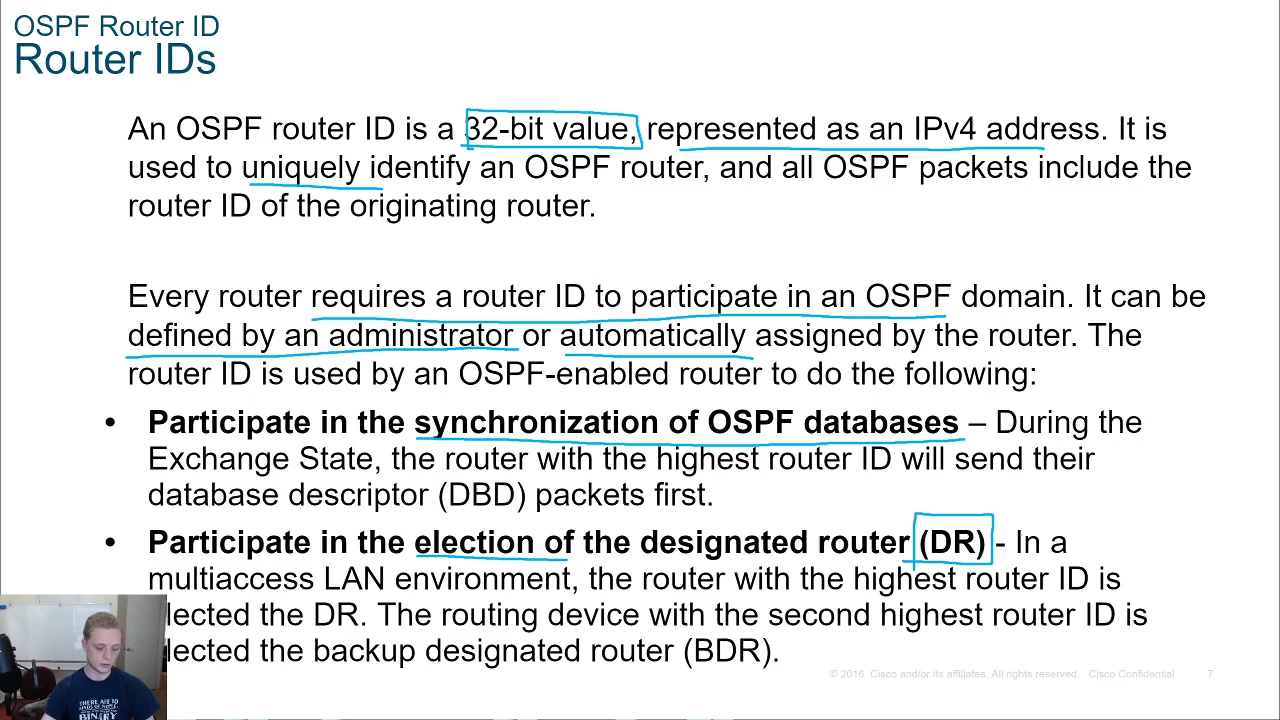 OSPF Router ID
Router IDs
An OSPF router ID is a 32-bit value, represented as an IPv4 address. It is
used to uniquely identify an OSPF router, and all OSPF packets include the
router ID of the originating router.
Every router requires a router ID to participate in an OSPF domain. It can be
defined by an administrator or automatically assigned by the router. The
router ID is used by an OSPF-enabled router to do the following:
• Participate in the synchronization of OSPF databases – During the
Exchange State, the router with the highest router ID will send their
database descriptor (DBD) packets first.
• Participate in the election of the designated router (DR) - In a
multiaccess LAN environment, the router with the highest router ID is
lected the DR. The routing device with the second highest router ID is
lected the backup designated router (BDR).
© 2016 Cisco and/or its affiliates. All rights reserved. Cisco Confidential 7
THERE ARE 10
BINARY